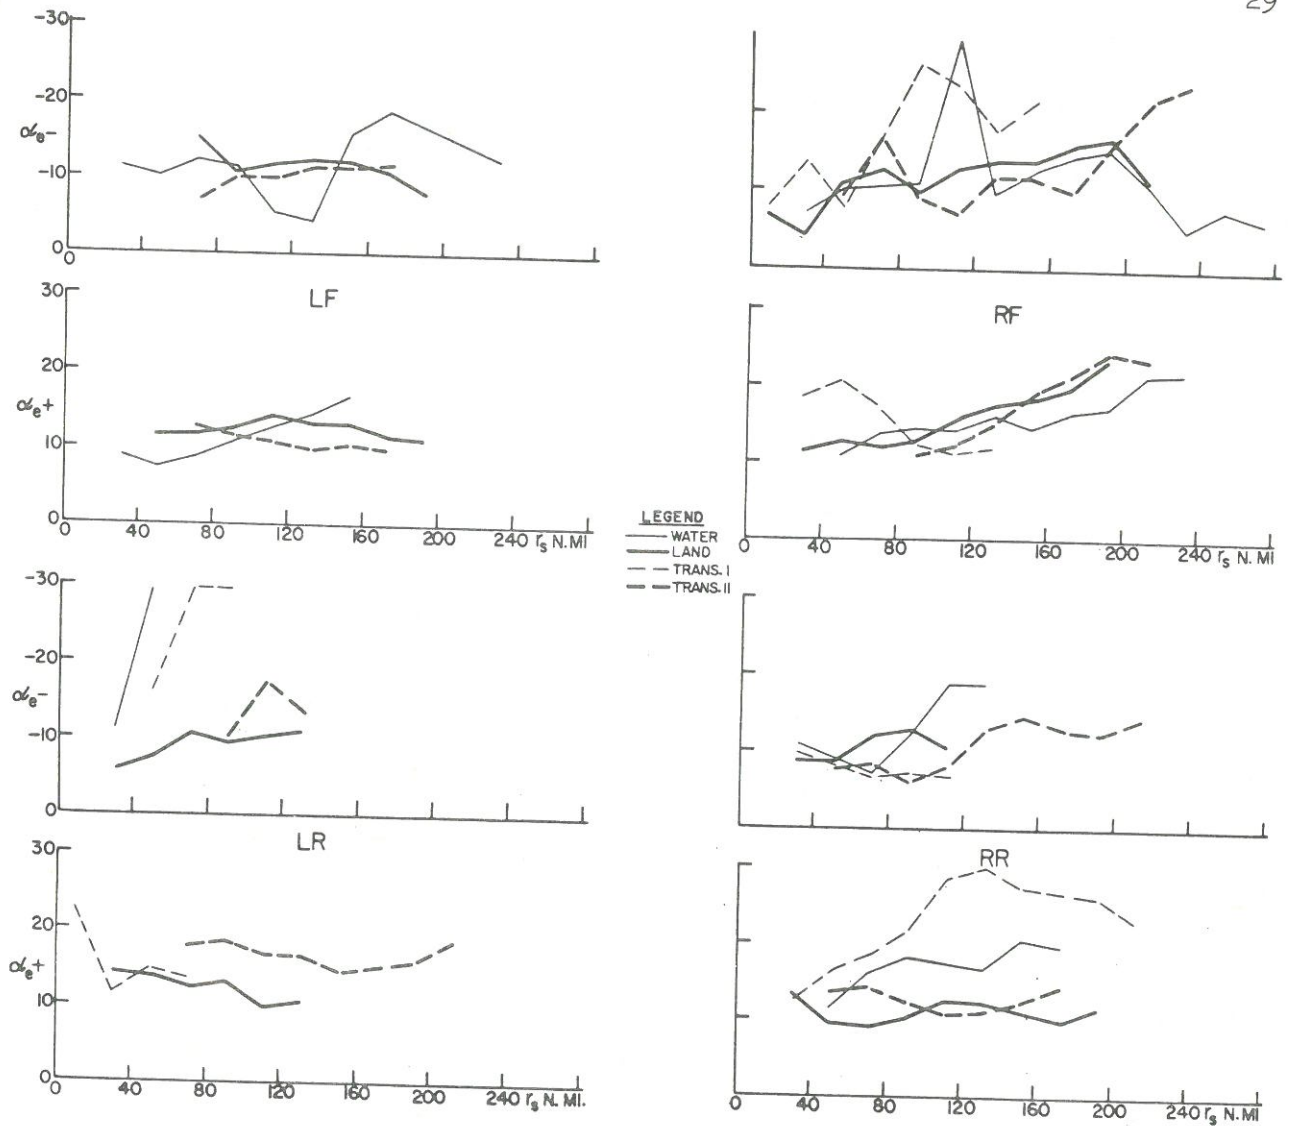 29
-30
-20
αe-
-10
0
0
30
LF
RF
20
αe+
10
0
0 40 80 120 160 200 240 rs N.MI
0 40 80 120 160 200 240 rs N. MI
LEGEND
WATER
LAND
TRANS. I
TRANS. II
-30
-20
αe-
-10
0
LR
RR
30
20
αe+
10
0
0 40 80 120 160 200 240 rs N. MI.
0 40 80 120 160 200 240 rs N. MI